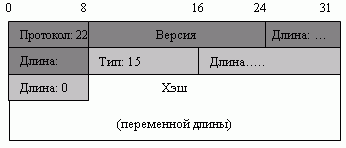 0 8 16 24 31
Протокол: 22 Версия Длина: ...
Длина: Тип: 15 Длина.....
Длина: 0 Хэш
(переменной длины)